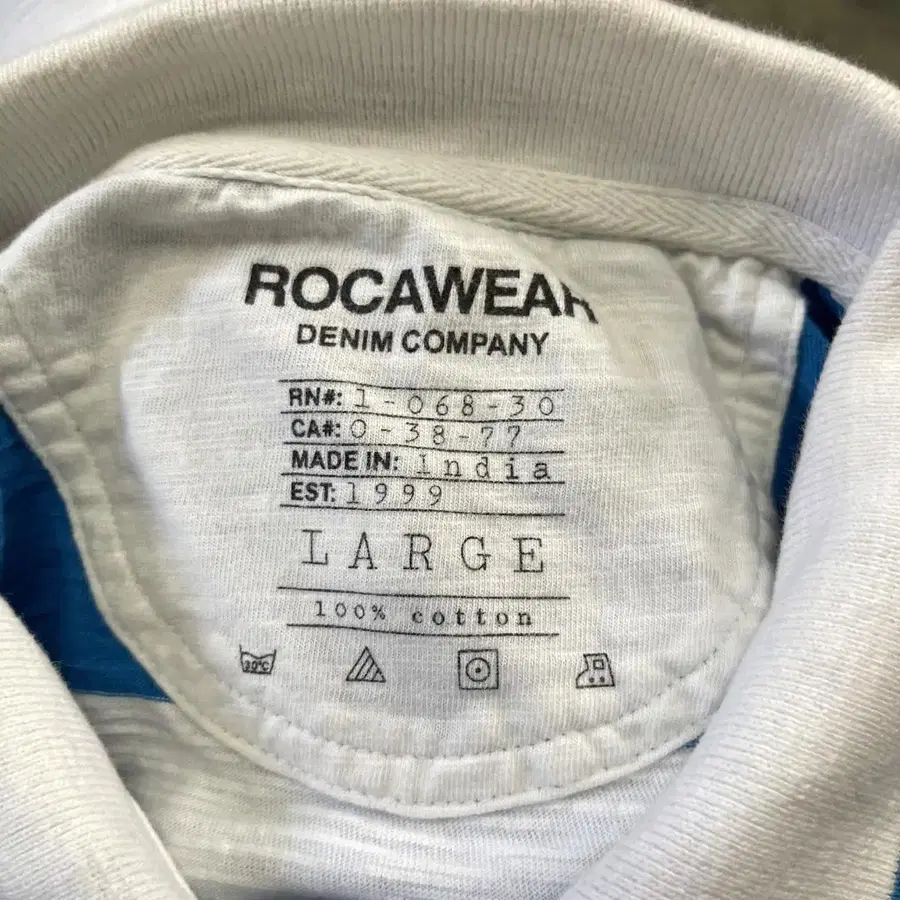 ROCAWEAR
DENIM COMPANY
RN#: 1-068-30
CA#: 0-38-77
MADE IN: India
EST: 1999
LARGE
100% cotton
30°C